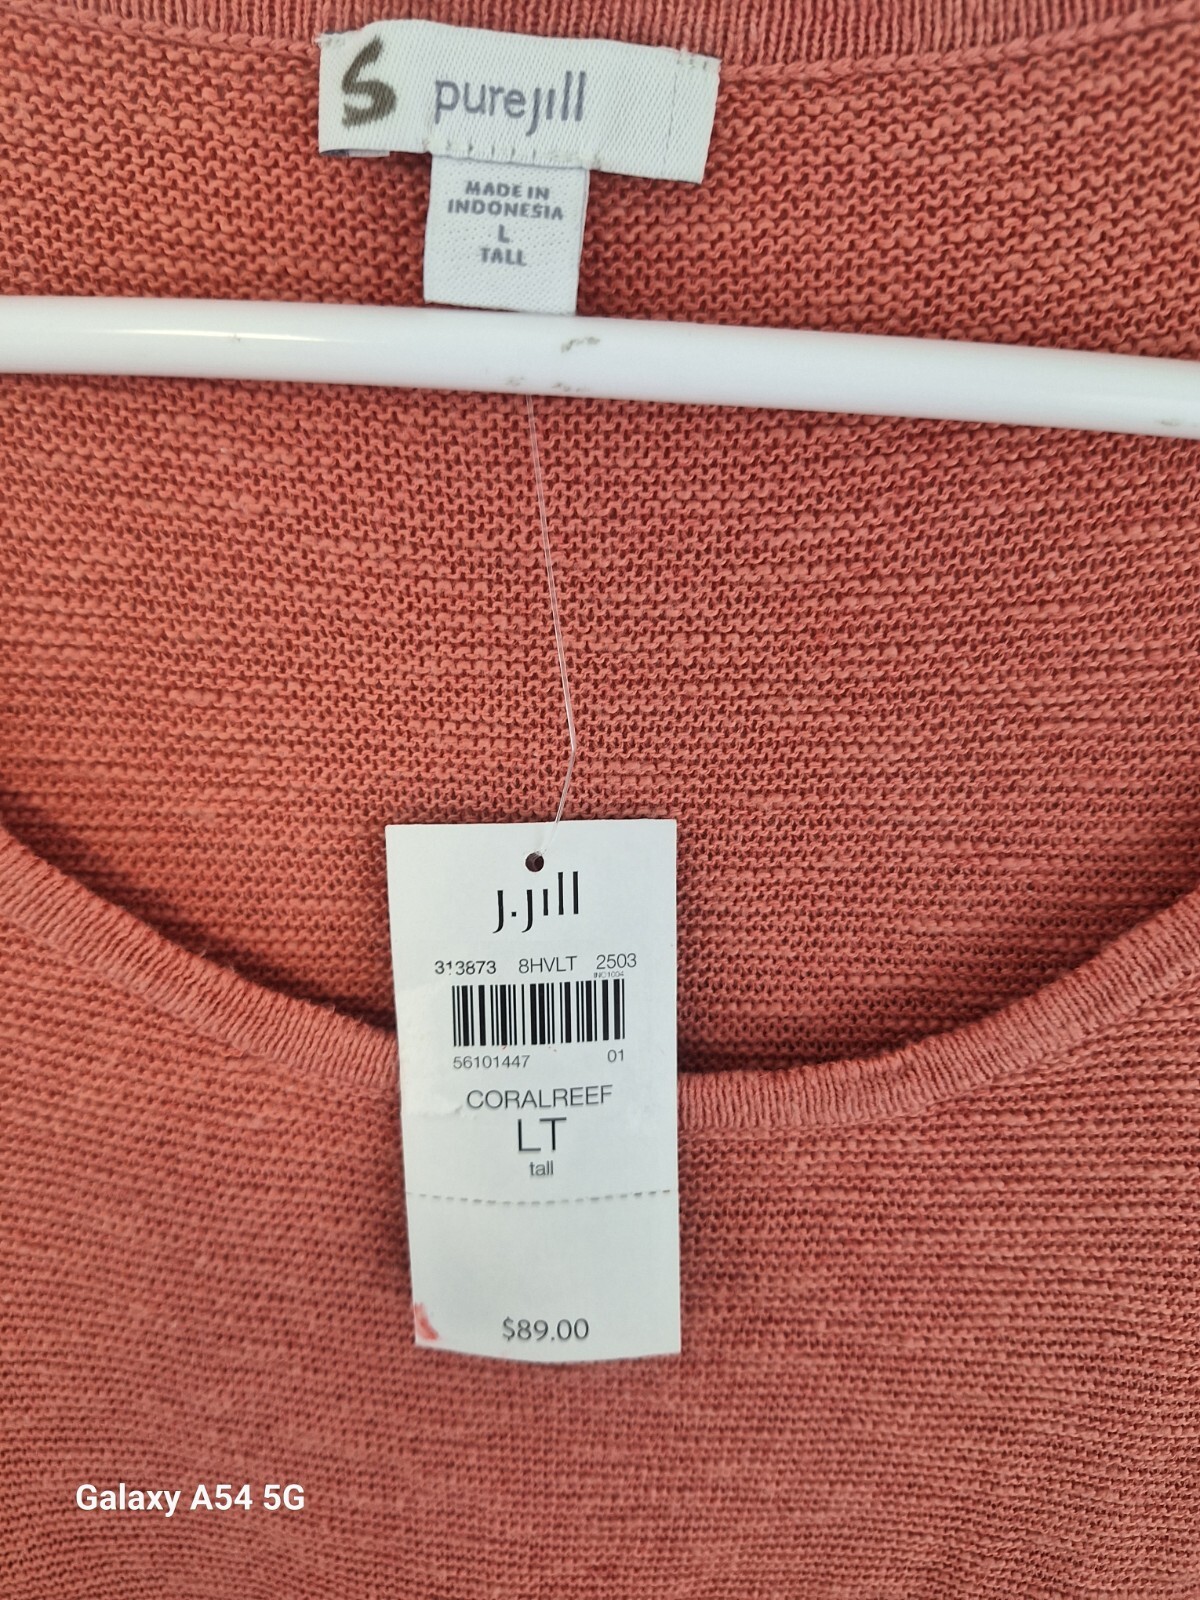 S purejill
MADE IN
INDONESIA
L
TALL
J.Jill
313873 8HVLT 2503
INC1004
56101447 01
CORALREEF
LT
tall
$89.00
Galaxy A54 5G